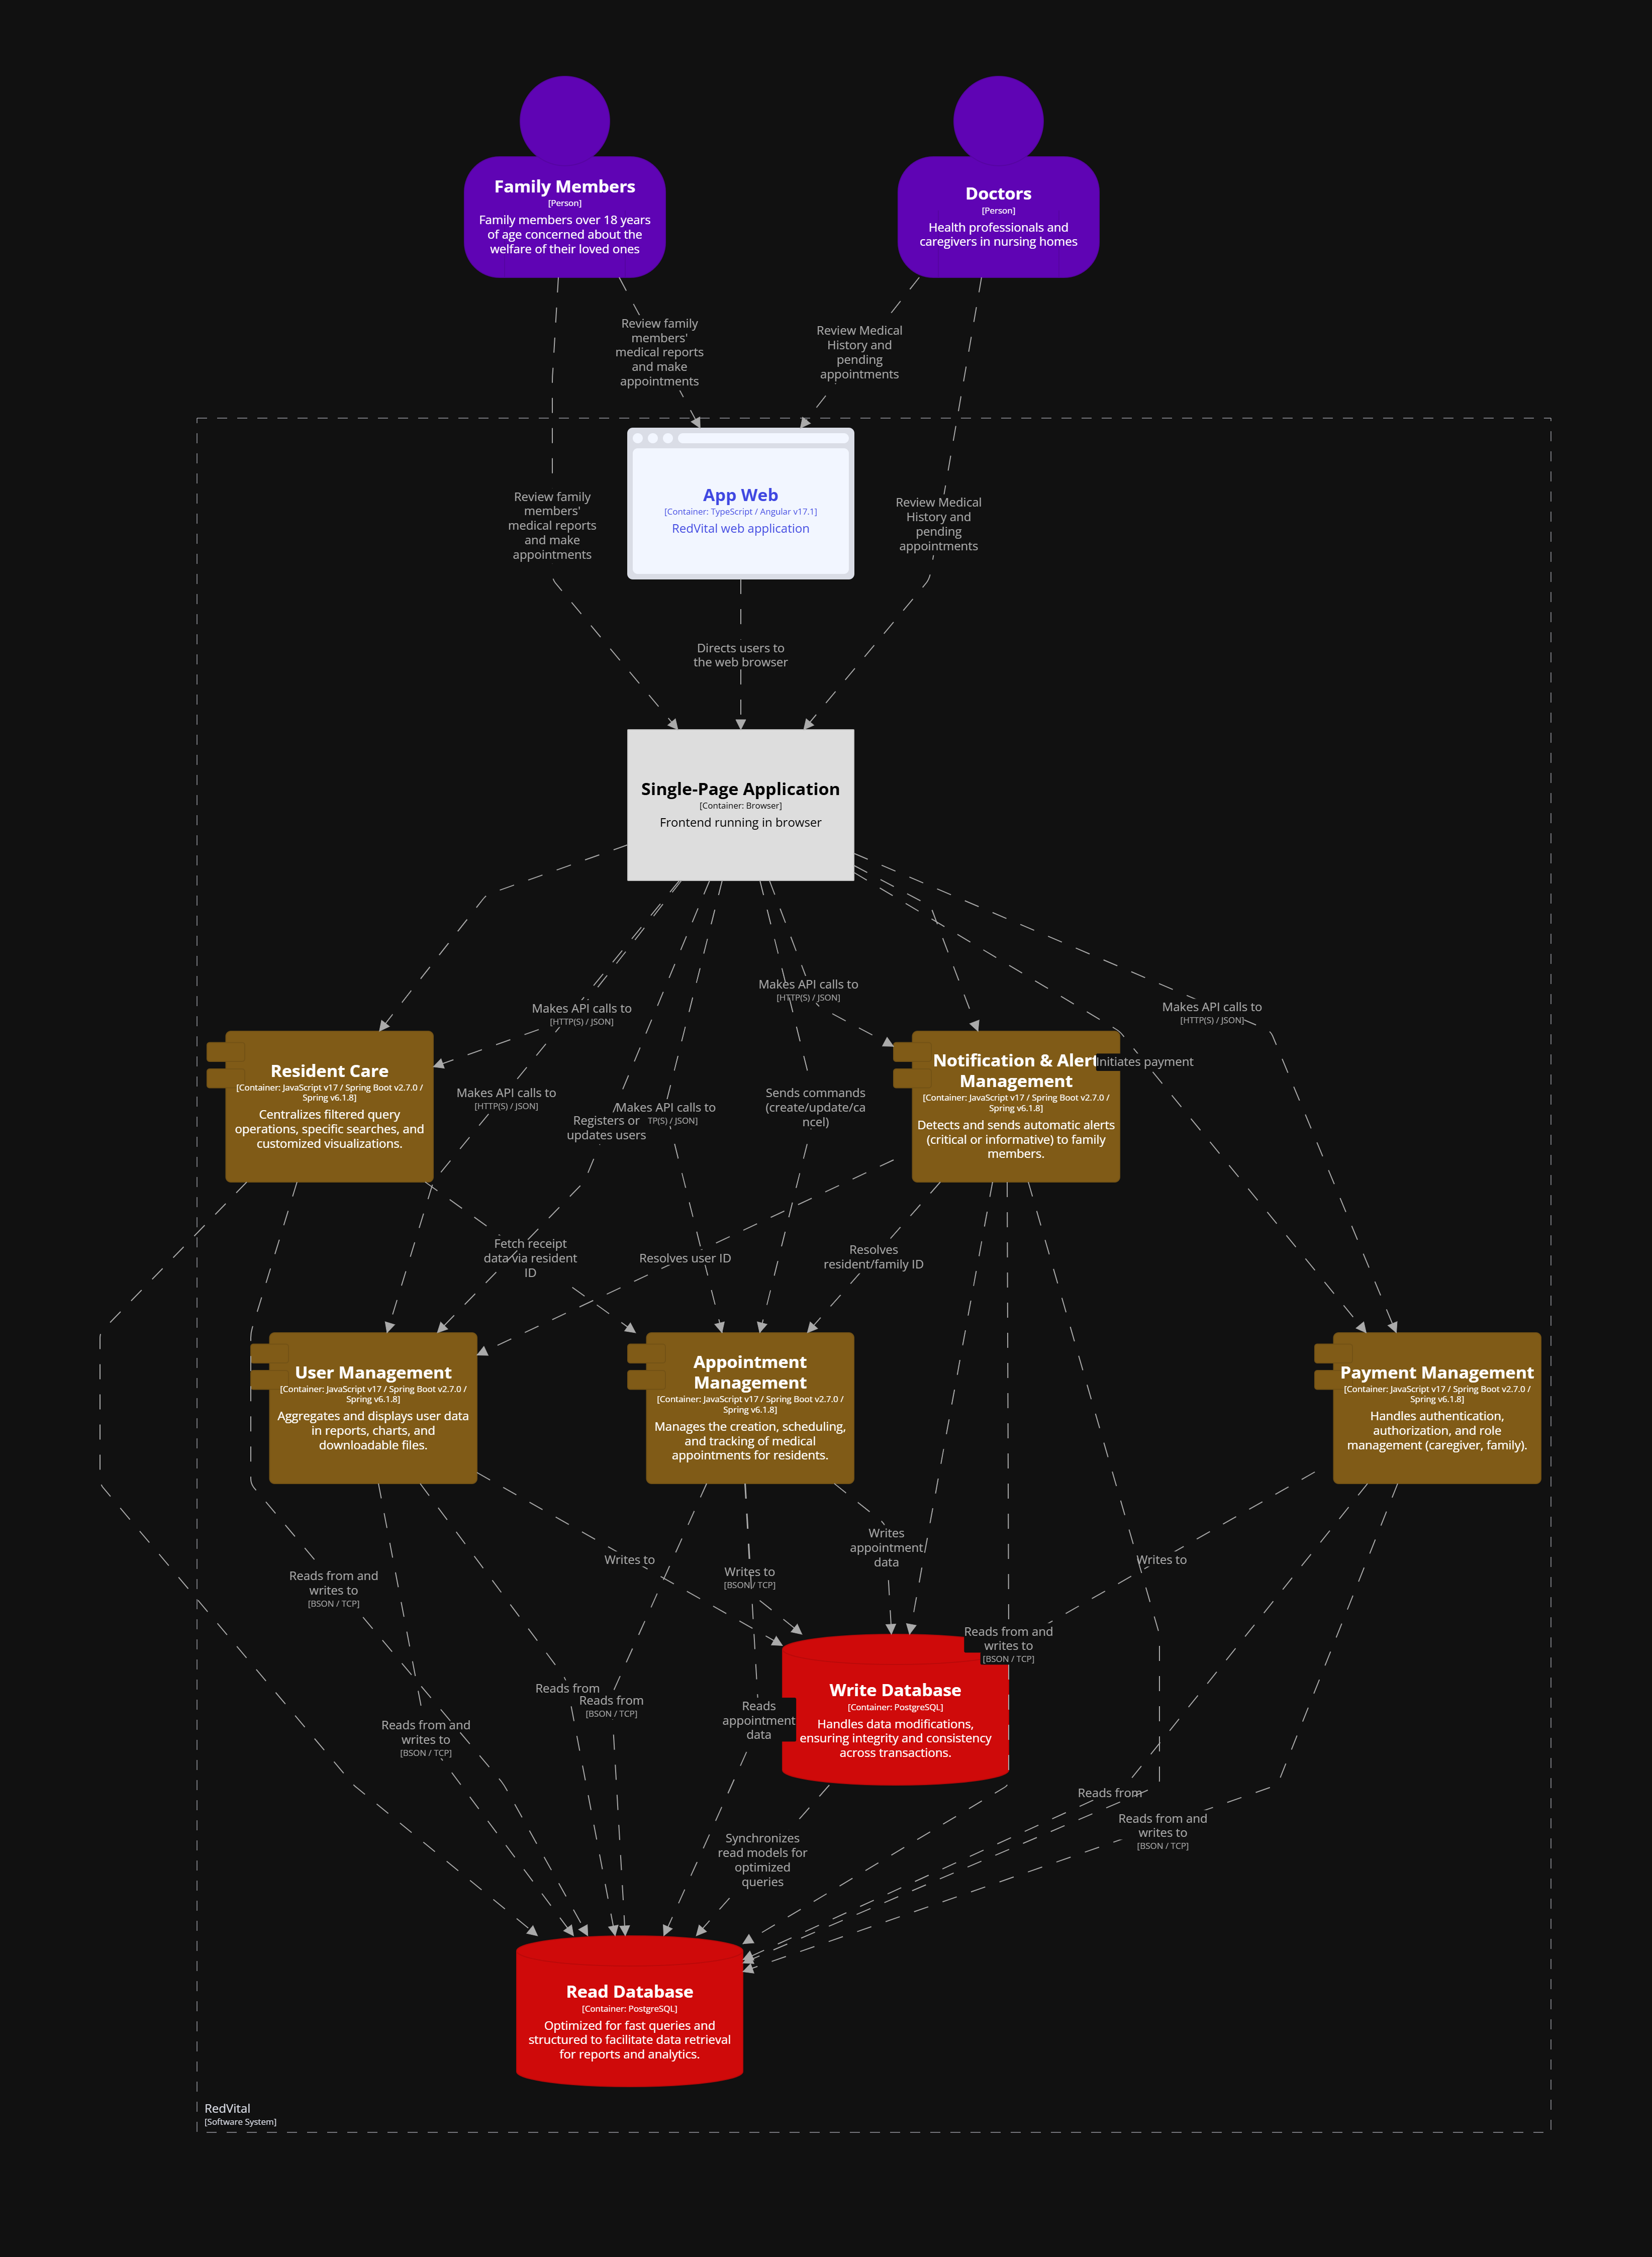 Family Members
[Person]
Family members over 18 years
of age concerned about the
welfare of their loved ones
Doctors
[Person]
Health professionals and
caregivers in nursing homes
Review family
members'
medical reports
and make
appointments
Review Medical
History and
pending
appointments
Review family
members'
medical reports
and make
appointments
App Web
[Container: TypeScript / Angular v17.1]
RedVital web application
Review Medical
History and
pending
appointments
Directs users to
the web browser
Single-Page Application
[Container: Browser]
Frontend running in browser
Makes API calls to
[HTTP(S) / JSON]
Makes API calls to
[HTTP(S) / JSON]
Makes API calls to
[HTTP(S) / JSON]
Resident Care
[Container: JavaScript v17 / Spring Boot v2.7.0 /
Spring v6.1.8]
Centralizes filtered query
operations, specific searches, and
customized visualizations.
Makes API calls to
[HTTP(S) / JSON]
Registers or
updates users
Makes API calls to
TP(S) / JSON]
Sends commands
(create/update/ca
ncel)
Notification & Alert
Management
[Container: JavaScript v17 / Spring Boot v2.7.0 /
Spring v6.1.8]
Detects and sends automatic alerts
(critical or informative) to family
members.
Initiates payment
Fetch receipt
data via resident
ID
Resolves user ID
Resolves
resident/family ID
User Management
[Container: JavaScript v17 / Spring Boot v2.7.0 /
Spring v6.1.8]
Aggregates and displays user data
in reports, charts, and
downloadable files.
Appointment
Management
[Container: JavaScript v17 / Spring Boot v2.7.0 /
Spring v6.1.8]
Manages the creation, scheduling,
and tracking of medical
appointments for residents.
Payment Management
[Container: JavaScript v17 / Spring Boot v2.7.0 /
Spring v6.1.8]
Handles authentication,
authorization, and role
management (caregiver, family).
Reads from and
writes to
[BSON / TCP]
Writes to
Writes to
[BSON / TCP]
Writes
appointment
data
Writes to
Reads from and
writes to
[BSON / TCP]
Reads from and
writes to
[BSON / TCP]
Reads from
Reads from
[BSON / TCP]
Reads
appointment
data
Write Database
[Container: PostgreSQL]
Handles data modifications,
ensuring integrity and consistency
across transactions.
Reads from
Reads from and
writes to
[BSON / TCP]
Synchronizes
read models for
optimized
queries
Read Database
[Container: PostgreSQL]
Optimized for fast queries and
structured to facilitate data retrieval
for reports and analytics.
RedVital
[Software System]